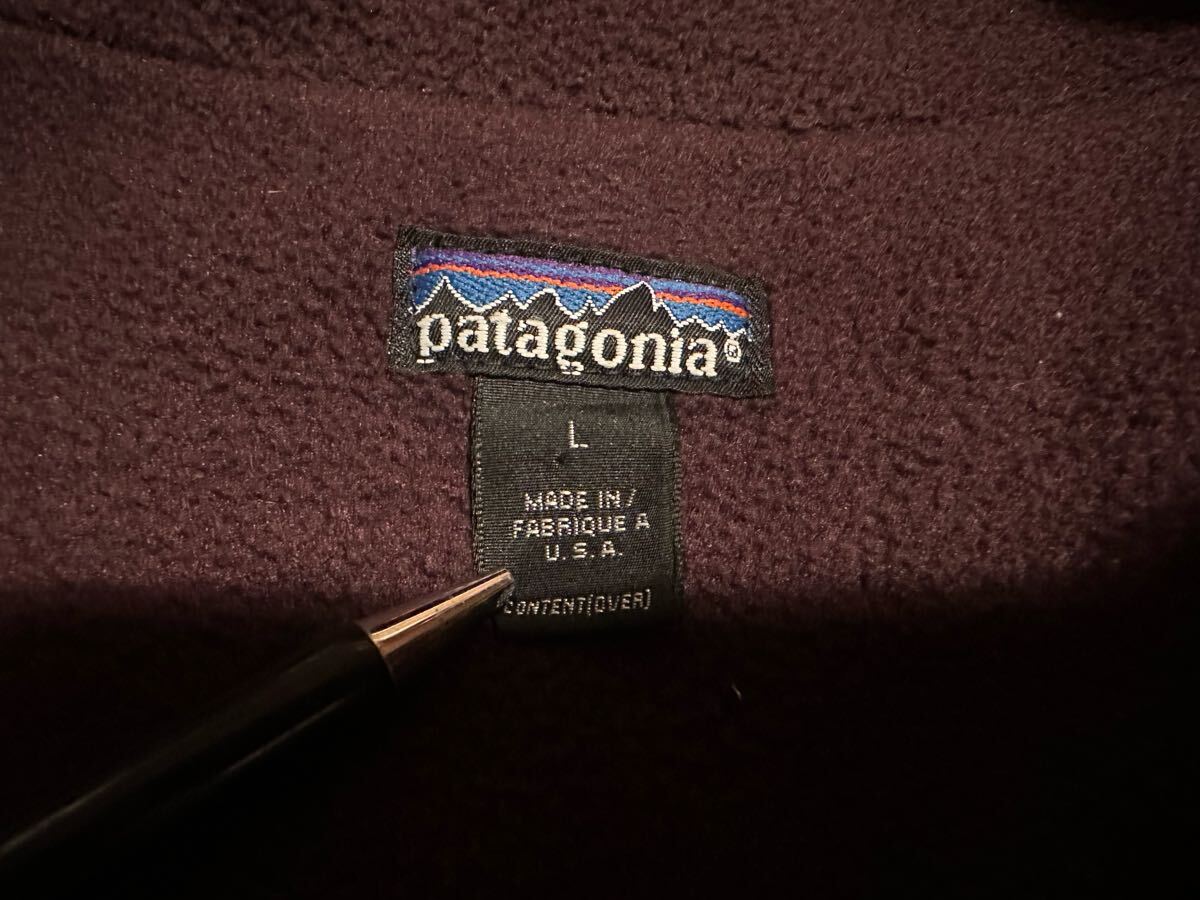 patagonia®
L
MADE IN/
FABRIQUE A
U.S.A.
CONTENT(OVER)